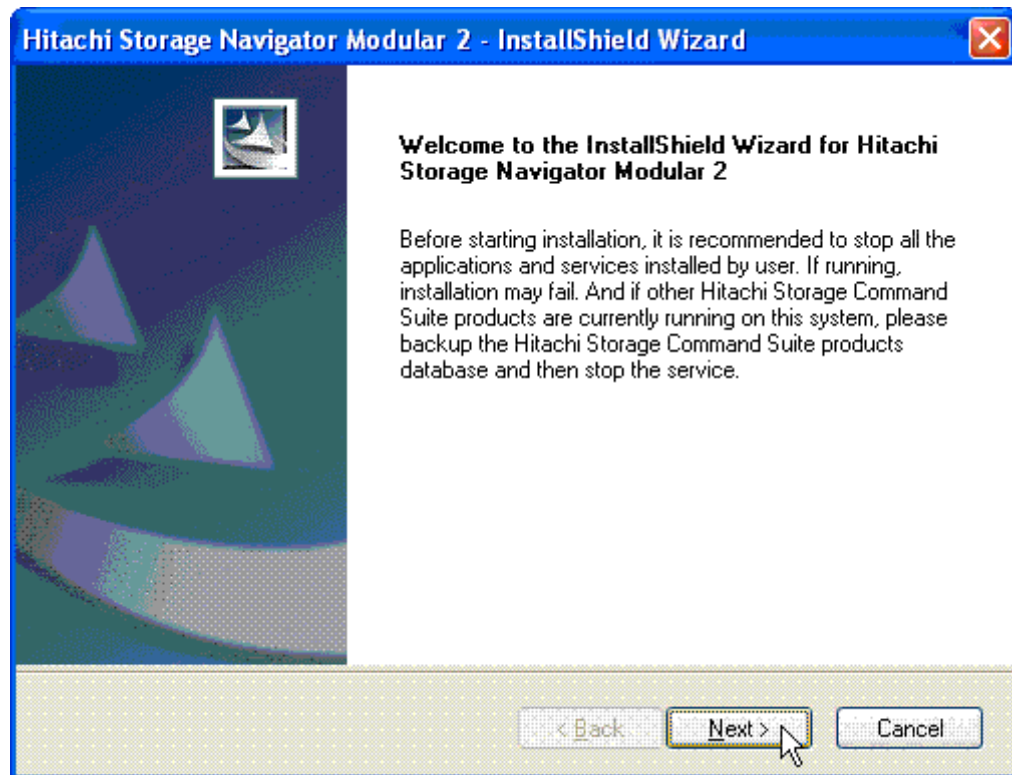 Hitachi Storage Navigator Modular 2 - InstallShield Wizard
Welcome to the InstallShield Wizard for Hitachi
Storage Navigator Modular 2
Before starting installation, it is recommended to stop all the
applications and services installed by user. If running,
installation may fail. And if other Hitachi Storage Command
Suite products are currently running on this system, please
backup the Hitachi Storage Command Suite products
database and then stop the service.
< Back
Next >
Cancel